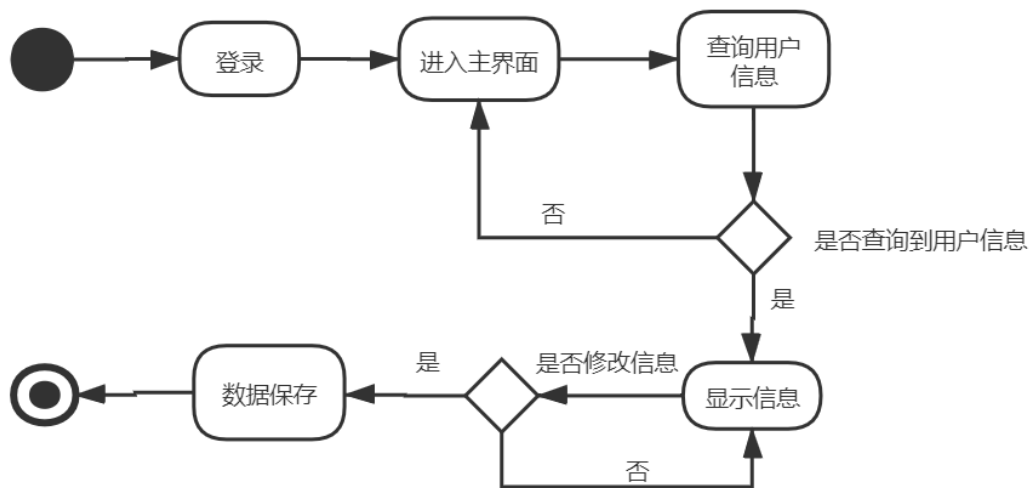 登录
进入主界面
查询用户
信息
否
是否查询到用户信息
是
是
是否修改信息
数据保存
显示信息
否